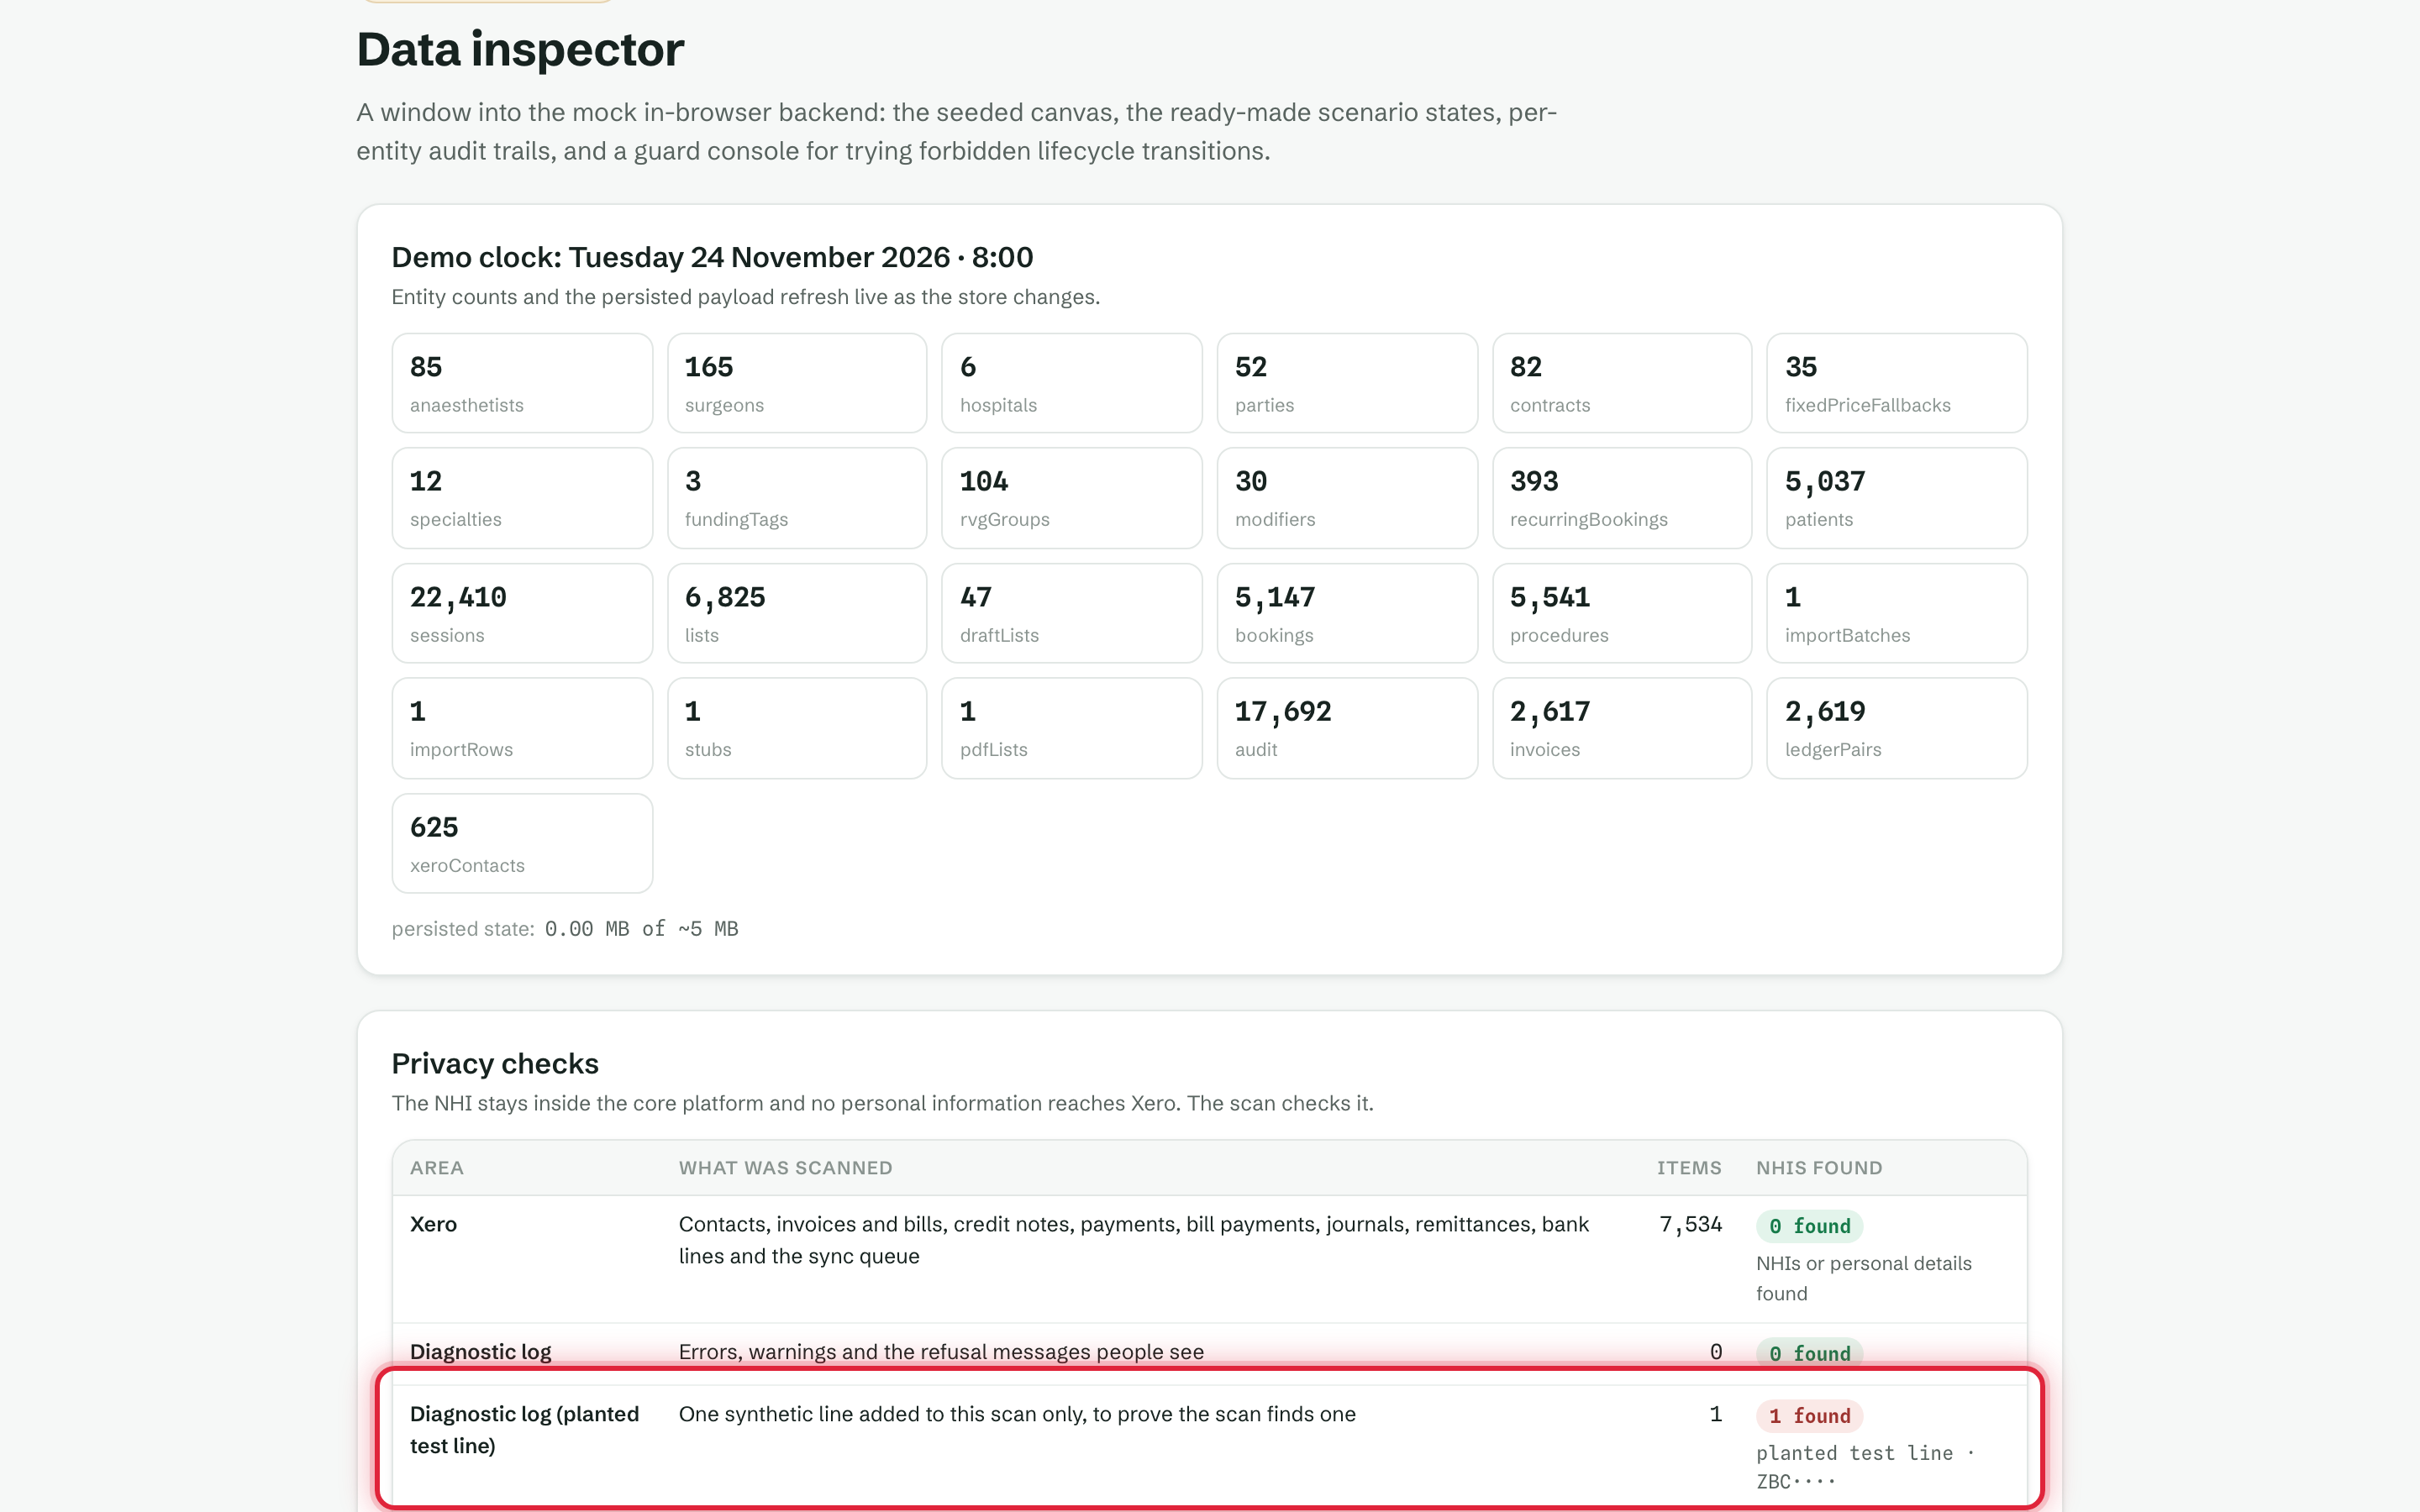 Data inspector
A window into the mock in-browser backend: the seeded canvas, the ready-made scenario states, per-
entity audit trails, and a guard console for trying forbidden lifecycle transitions.
Demo clock: Tuesday 24 November 2026 · 8:00
Entity counts and the persisted payload refresh live as the store changes.
85
anaesthetists
165
surgeons
6
hospitals
52
parties
82
contracts
35
fixedPriceFallbacks
12
specialties
3
fundingTags
104
rvgGroups
30
modifiers
393
recurringBookings
5,037
patients
22,410
sessions
6,825
lists
47
draftLists
5,147
bookings
5,541
procedures
1
importBatches
1
importRows
1
stubs
1
pdfLists
17,692
audit
2,617
invoices
2,619
ledgerPairs
625
xeroContacts
persisted state: 0.00 MB of ~5 MB
Privacy checks
The NHI stays inside the core platform and no personal information reaches Xero. The scan checks it.
AREA WHAT WAS SCANNED ITEMS NHIS FOUND
Xero
Contacts, invoices and bills, credit notes, payments, bill payments, journals, remittances, bank
lines and the sync queue
7,534
0 found
NHIs or personal details
found
Diagnostic log
Errors, warnings and the refusal messages people see
0
0 found
Diagnostic log (planted
test line)
One synthetic line added to this scan only, to prove the scan finds one
1
1 found
planted test line ·
ZBC····